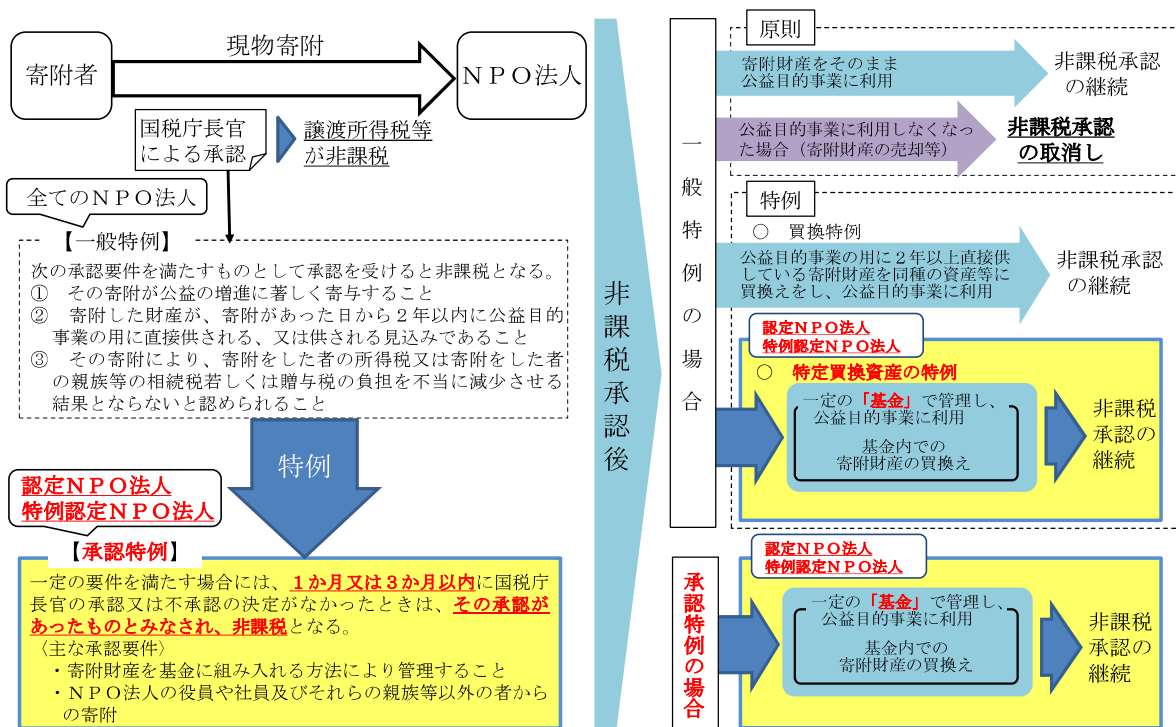 現物寄附
寄附者
ＮＰＯ法人
国税庁長官
による承認
譲渡所得税等
が非課税
全てのＮＰＯ法人
【一般特例】
次の承認要件を満たすものとして承認を受けると非課税となる。
①　その寄附が公益の増進に著しく寄与すること
②　寄附した財産が、寄附があった日から２年以内に公益目的
事業の用に直接供される、又は供される見込みであること
③　その寄附により、寄附をした者の所得税又は寄附をした者
の親族等の相続税若しくは贈与税の負担を不当に減少させる
結果とならないと認められること
特例
認定ＮＰＯ法人
特例認定ＮＰＯ法人
【承認特例】
一定の要件を満たす場合には、１か月又は３か月以内に国税庁
長官の承認又は不承認の決定がなかったときは、その承認が
あったものとみなされ、非課税となる。
〈主な承認要件〉
・寄附財産を基金に組み入れる方法により管理すること
・ＮＰＯ法人の役員や社員及びそれらの親族等以外の者から
の寄附
非課税承認後
一般特例の場合
原則
寄附財産をそのまま
公益目的事業に利用
非課税承認
の継続
公益目的事業に利用しなくなっ
た場合（寄附財産の売却等）
非課税承認
の取消し
特例
○　買換特例
公益目的事業の用に２年以上直接供
している寄附財産を同種の資産等に
買換えをし、公益目的事業に利用
非課税承認
の継続
認定ＮＰＯ法人
特例認定ＮＰＯ法人
○　特定買換資産の特例
一定の「基金」で管理し、
公益目的事業に利用
基金内での
寄附財産の買換え
非課税
承認の
継続
承認特例の場合
認定ＮＰＯ法人
特例認定ＮＰＯ法人
一定の「基金」で管理し、
公益目的事業に利用
基金内での
寄附財産の買換え
非課税
承認の
継続